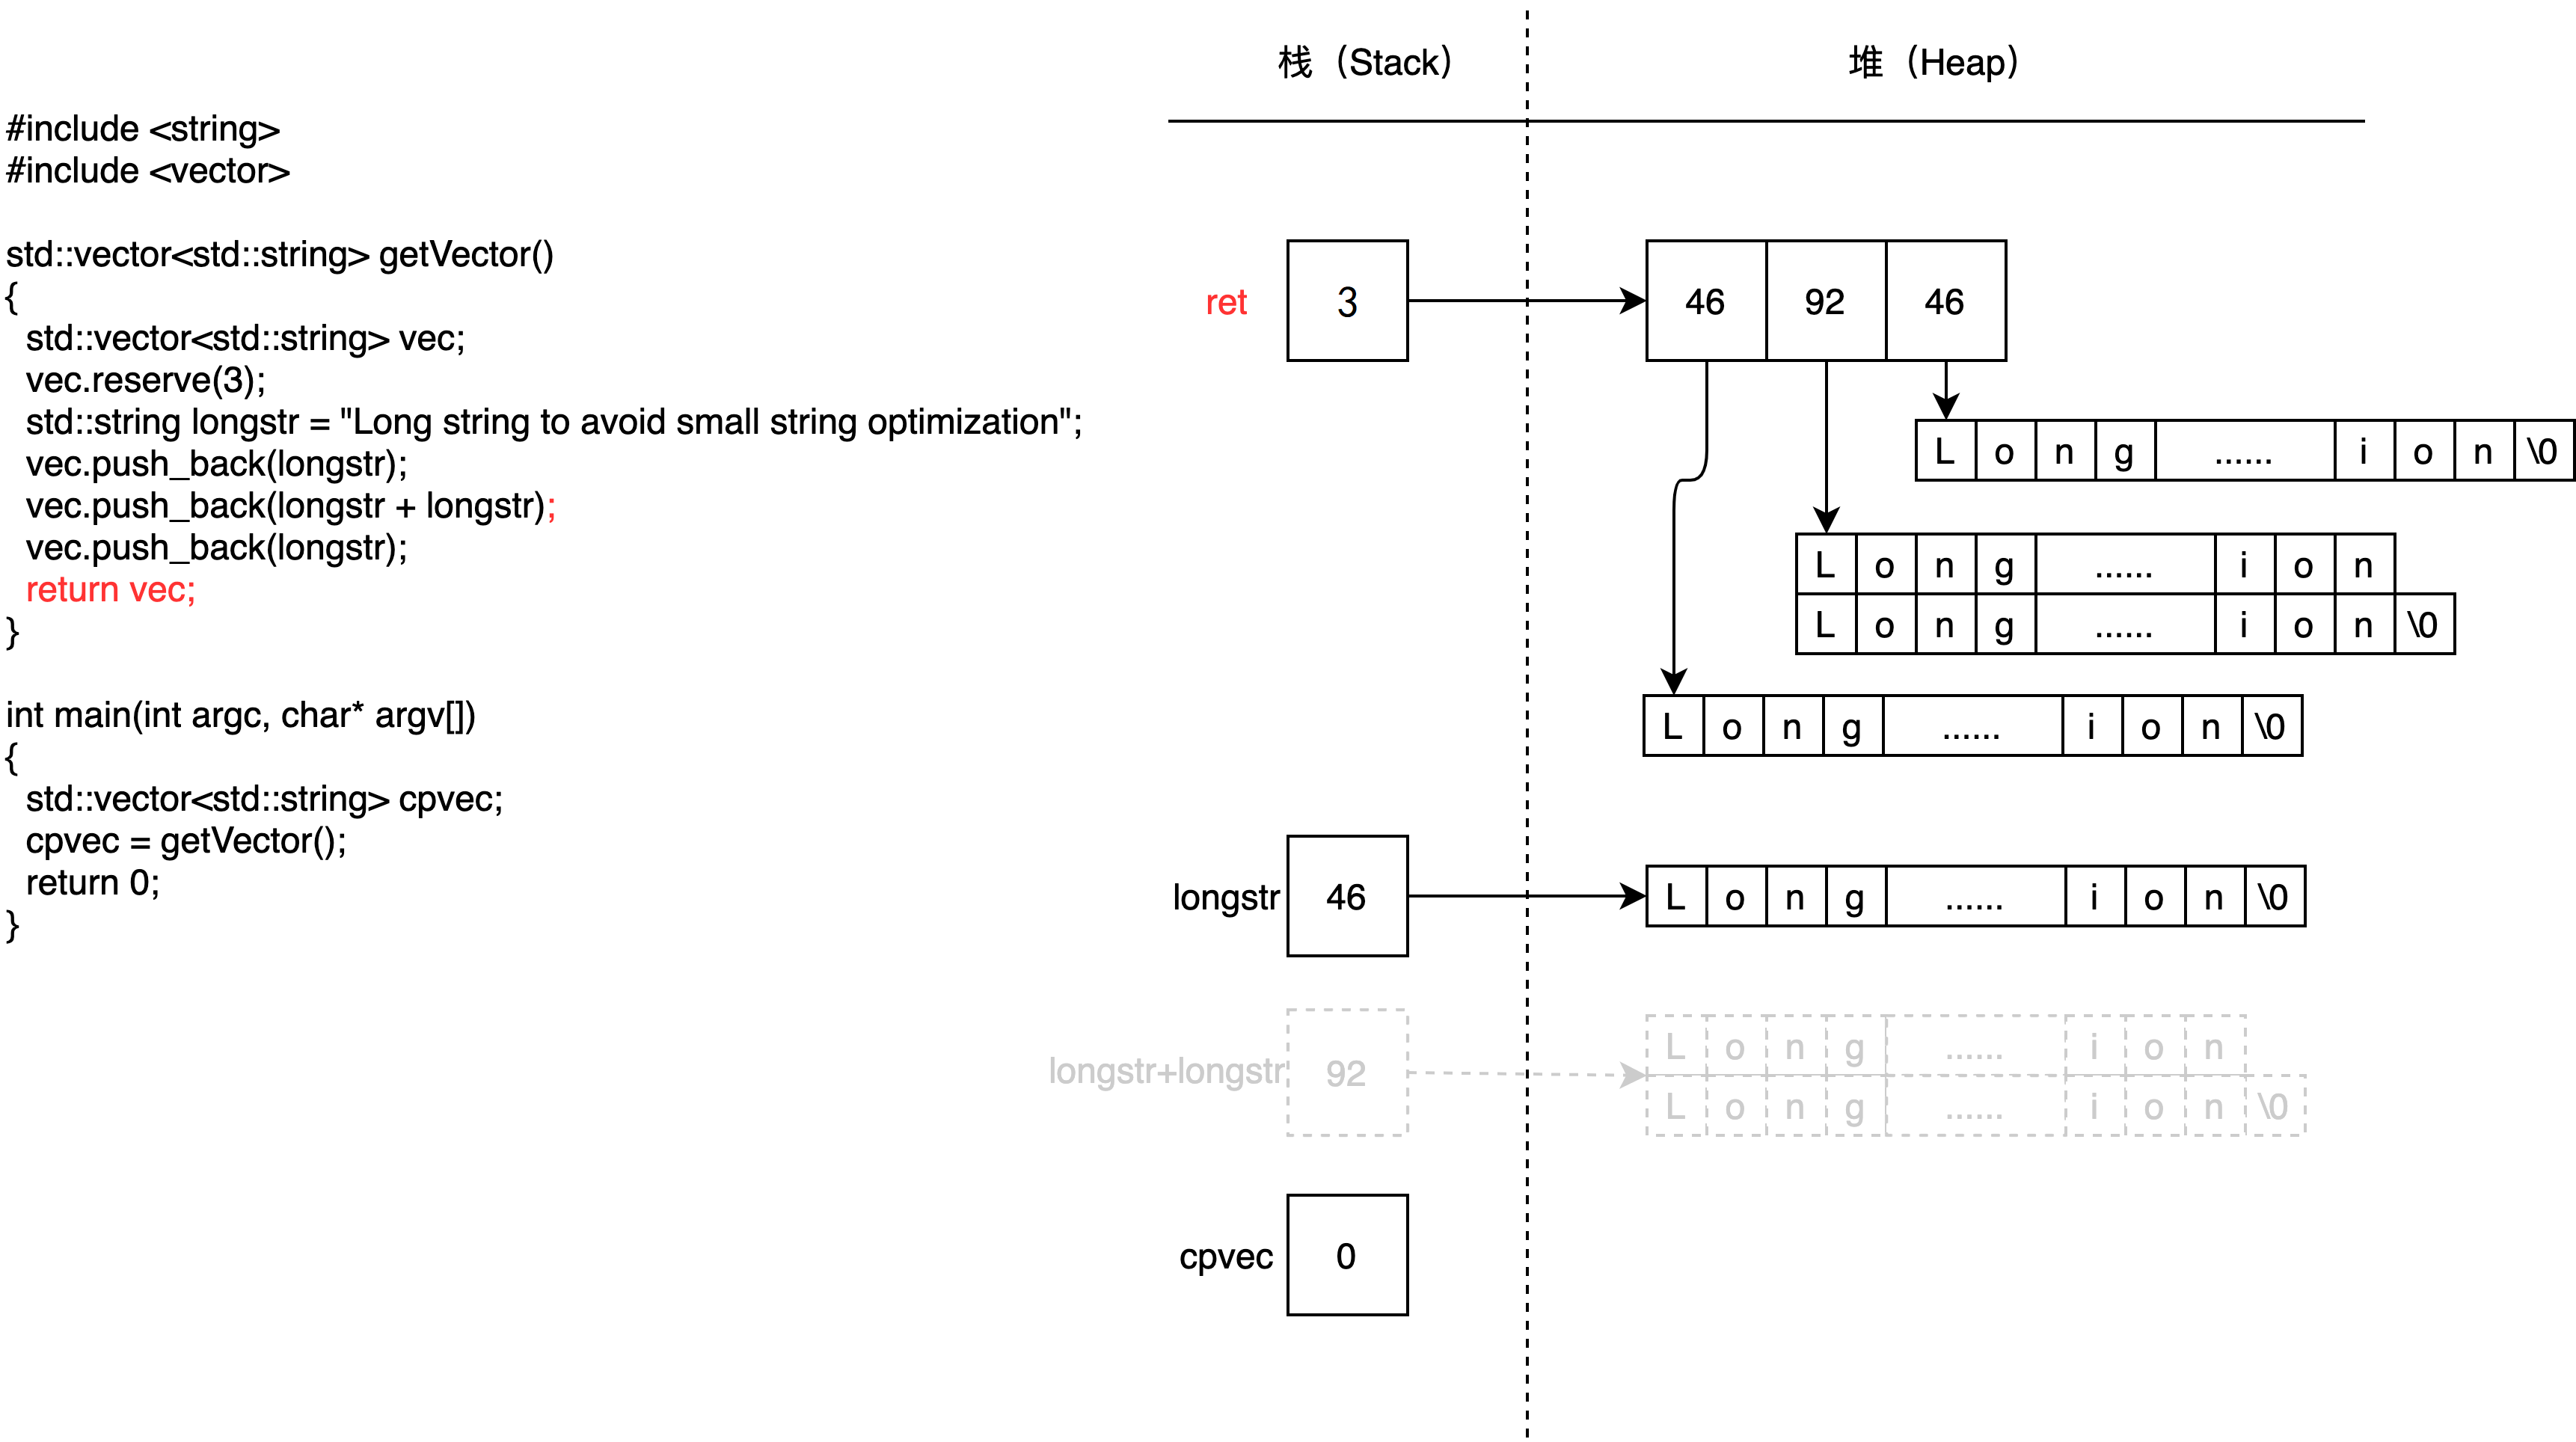 #include <string>
#include <vector>
std::vector<std::string> getVector()
{
std::vector<std::string> vec;
vec.reserve(3);
std::string longstr = "Long string to avoid small string optimization";
vec.push_back(longstr);
vec.push_back(longstr + longstr);
vec.push_back(longstr);
return vec;
}
int main(int argc, char* argv[])
{
std::vector<std::string> cpvec;
cpvec = getVector();
return 0;
}
栈（Stack） 堆（Heap）
ret 3 46 92 46
L o n g ...... i o n \0
L o n g ...... i o n
L o n g ...... i o n \0
L o n g ...... i o n \0
longstr 46 L o n g ...... i o n \0
L o n g ...... i o n
longstr+longstr 92
L o n g ...... i o n \0
cpvec 0